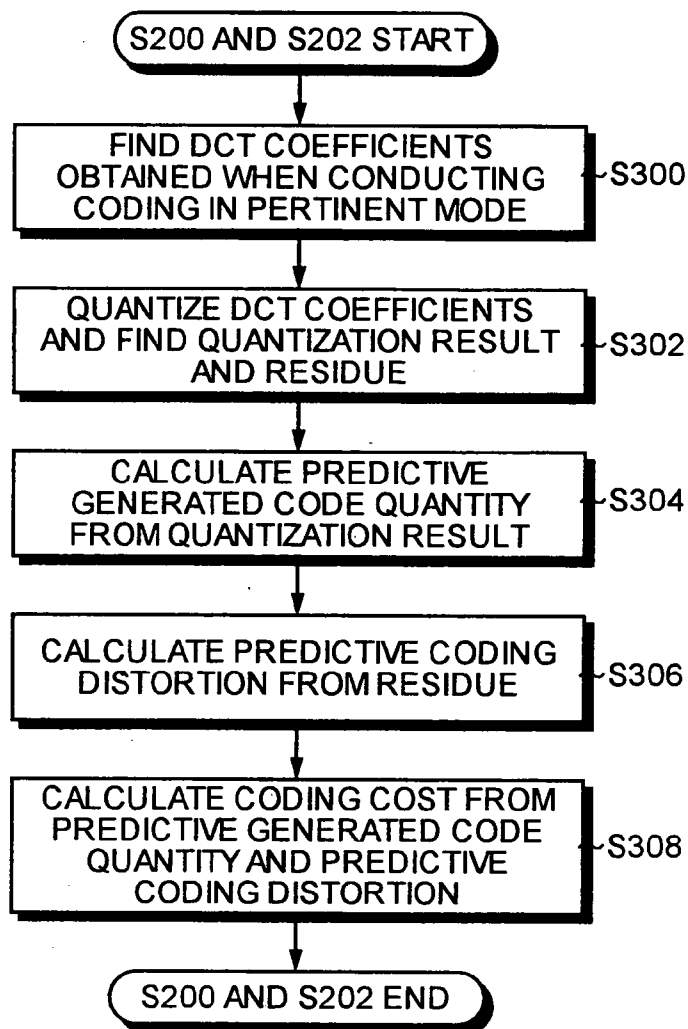 S200 AND S202 START
FIND DCT COEFFICIENTS
OBTAINED WHEN CONDUCTING
CODING IN PERTINENT MODE
S300
QUANTIZE DCT COEFFICIENTS
AND FIND QUANTIZATION RESULT
AND RESIDUE
S302
CALCULATE PREDICTIVE
GENERATED CODE QUANTITY
FROM QUANTIZATION RESULT
S304
CALCULATE PREDICTIVE CODING
DISTORTION FROM RESIDUE
S306
CALCULATE CODING COST FROM
PREDICTIVE GENERATED CODE
QUANTITY AND PREDICTIVE
CODING DISTORTION
S308
S200 AND S202 END